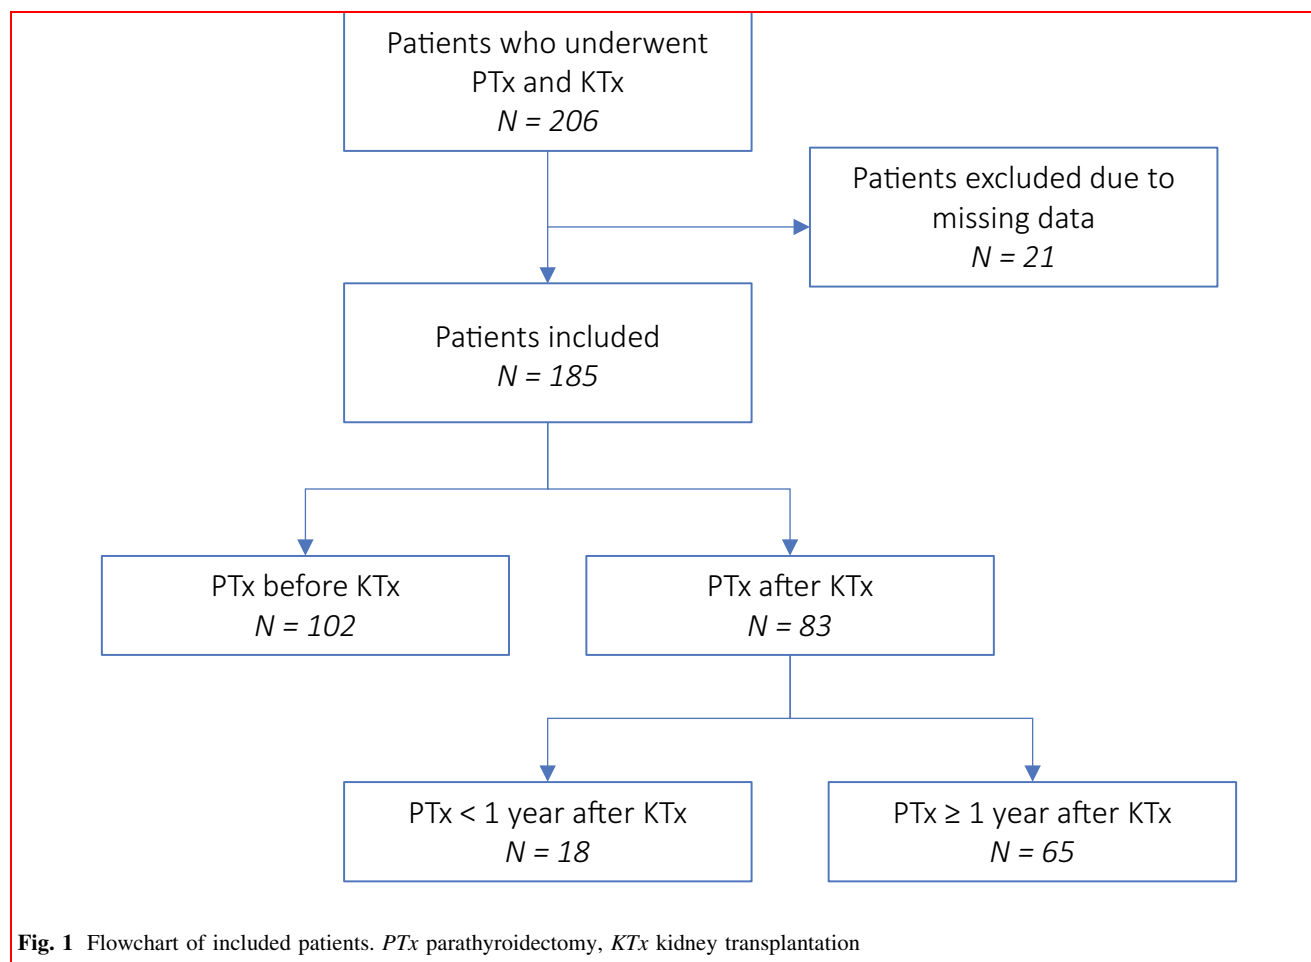 Patients who underwent
PTx and KTx
N = 206
Patients excluded due to
missing data
N = 21
Patients included
N = 185
PTx before KTx
N = 102
PTx after KTx
N = 83
PTx < 1 year after KTx
N = 18
PTx ≥ 1 year after KTx
N = 65
Fig. 1 Flowchart of included patients. PTx parathyroidectomy, KTx kidney transplantation